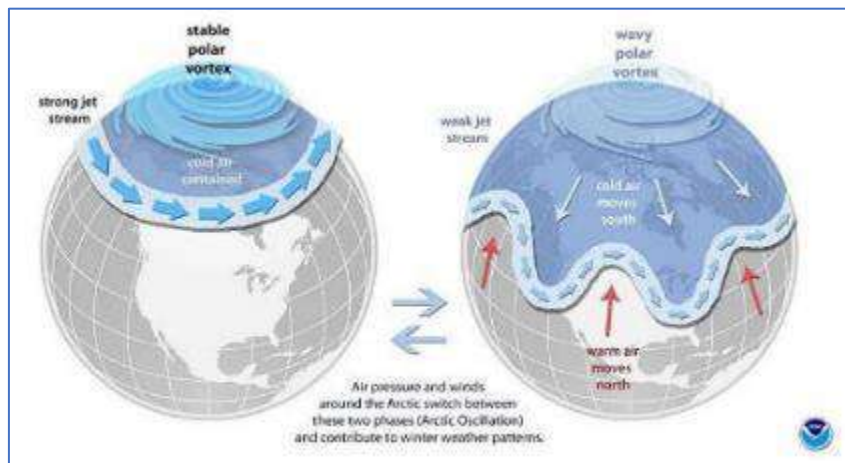 stable
polar
vortex
strong jet
stream
cold air
contained
wavy
polar
vortex
weak jet
stream
cold air
moves
south
warm air
moves
north
Air pressure and winds
around the Arctic switch between
these two phases (Arctic Oscillation)
and contribute to winter weather patterns.